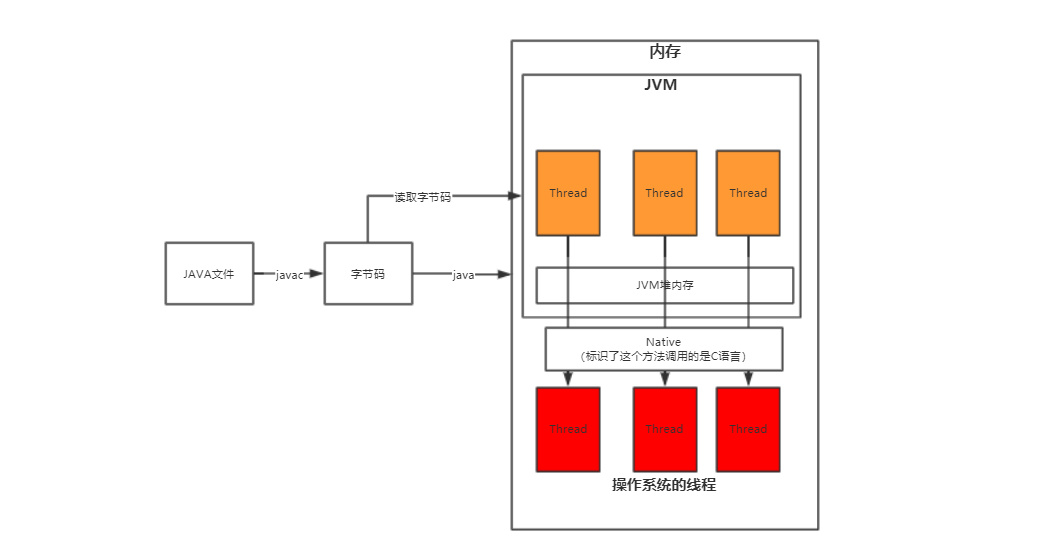 内存
JVM
Thread
Thread
Thread
读取字节码
JAVA文件
javac
字节码
java
JVM堆内存
Native
（标识了这个方法调用的是C语言）
Thread
Thread
Thread
操作系统的线程